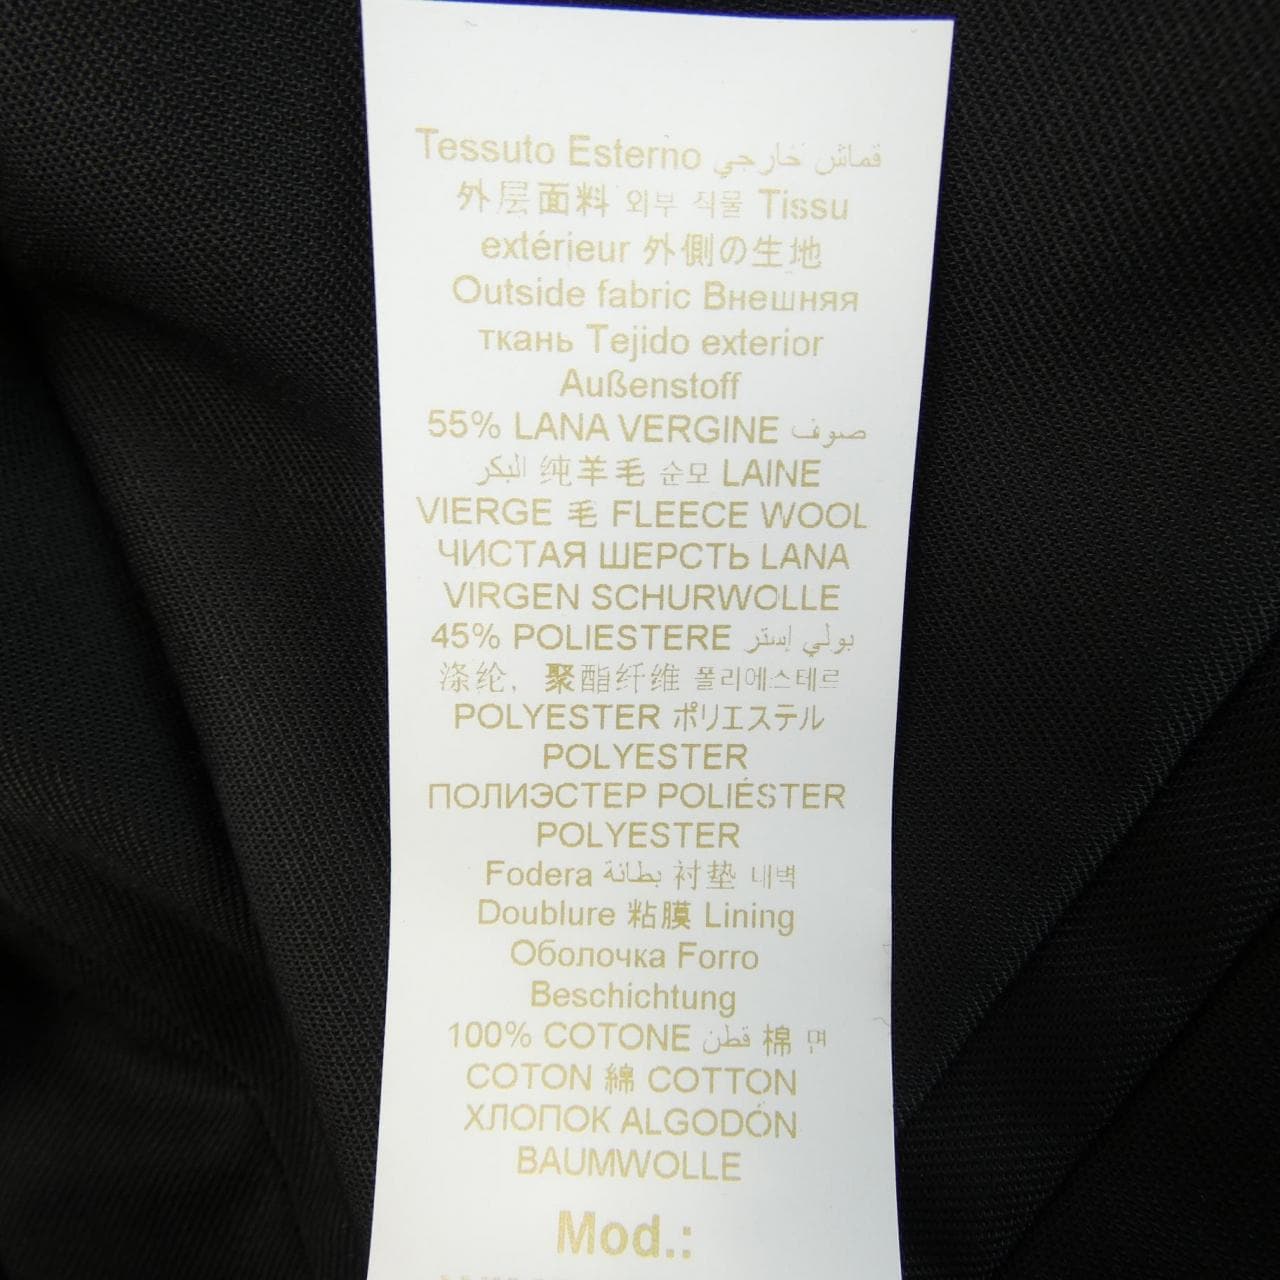 Tessuto Esterno قماش خارجي
外层面料 외부 직물 Tissu
extérieur 外側の生地
Outside fabric Внешняя
ткань Tejido exterior
Außenstoff
55% LANA VERGINE صوف
البكر 纯羊毛 순모 LAINE
VIERGE 毛 FLEECE WOOL
ЧИСТАЯ ШЕРСТЬ LANA
VIRGEN SCHURWOLLE
45% POLIESTERE بولي إستر
涤纶, 聚酯纤维 폴리에스테르
POLYESTER ポリエステル
POLYESTER
ПОЛИЭСТЕР POLIÉSTER
POLYESTER
Fodera بطانة 衬垫 내벽
Doublure 粘膜 Lining
Оболочка Forro
Beschichtung
100% COTONE قطن 棉 면
COTON 綿 COTTON
ХЛОПОК ALGODÓN
BAUMWOLLE
Mod.: